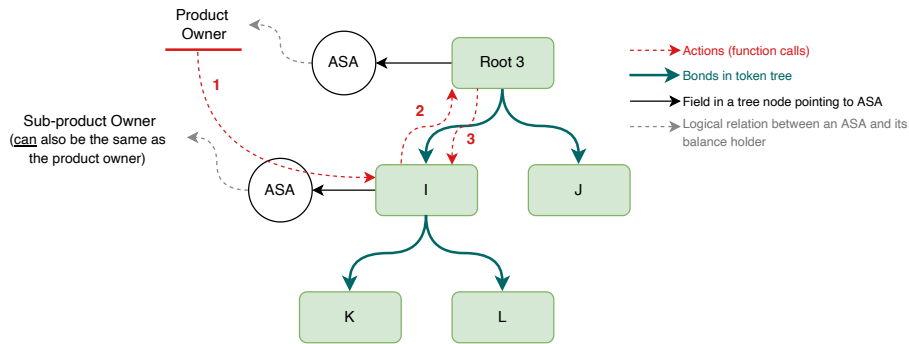 Product
Owner
ASA
Root 3
Actions (function calls)
Bonds in token tree
Field in a tree node pointing to ASA
Logical relation between an ASA and its
balance holder
1
2
3
Sub-product Owner
(can also be the same as
the product owner)
ASA
I
J
K
L